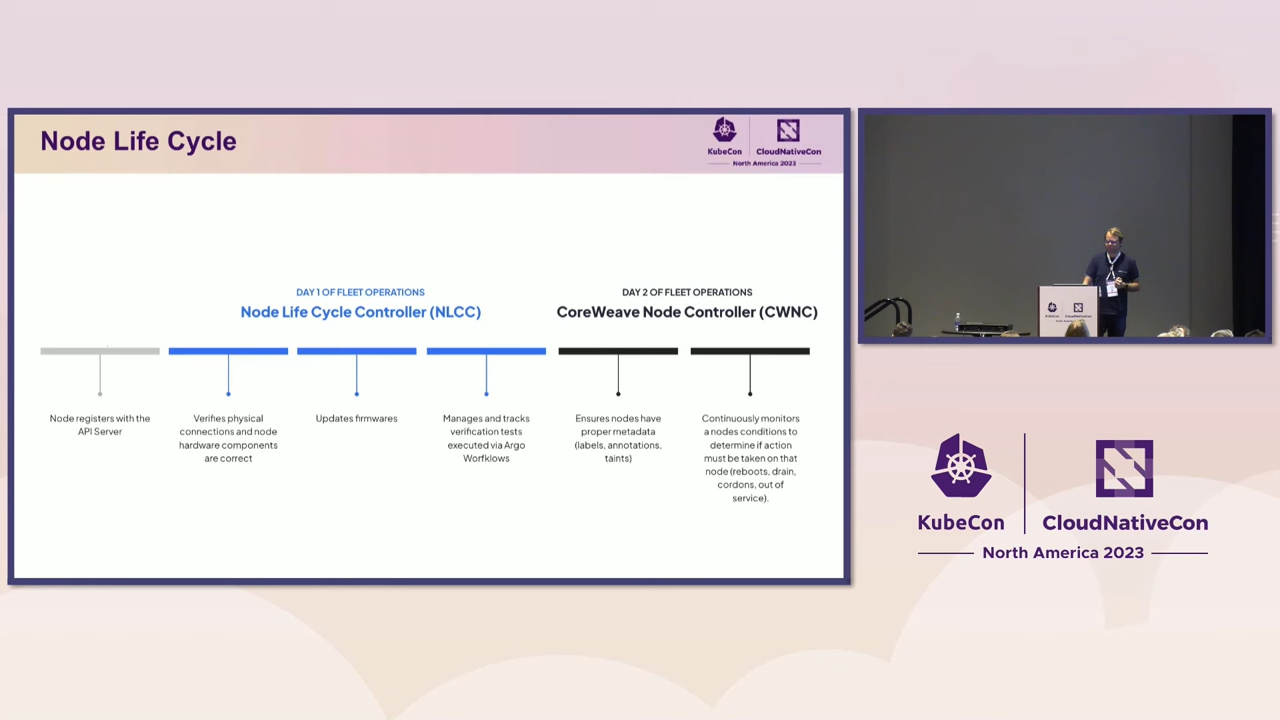 Node Life Cycle
KubeCon
CloudNativeCon
North America 2023
DAY 1 OF FLEET OPERATIONS
Node Life Cycle Controller (NLCC)
DAY 2 OF FLEET OPERATIONS
CoreWeave Node Controller (CWNC)
Node registers with the
API Server
Verifies physical
connections and node
hardware components
are correct
Updates firmwares
Manages and tracks
verification tests
executed via Argo
Worfklows
Ensures nodes have
proper metadata
(labels, annotations,
taints)
Continuously monitors
a nodes conditions to
determine if action
must be taken on that
node (reboots, drain,
cordons, out of
service).
KubeCon
CloudNativeCon
North America 2023